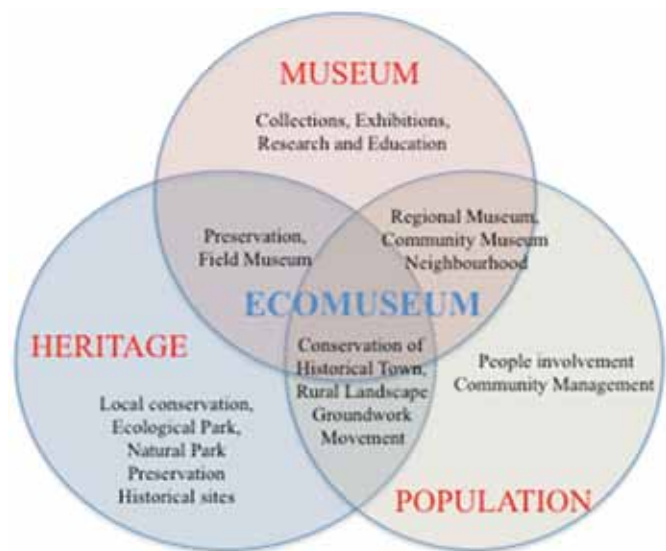 MUSEUM
Collections, Exhibitions,
Research and Education
Preservation,
Field Museum
Regional Museum,
Community Museum
Neighbourhood
ECOMUSEUM
HERITAGE
Conservation of
Historical Town,
Rural Landscape
Groundwork
Movement
People involvement
Community Management
Local conservation,
Ecological Park,
Natural Park
Preservation
Historical sites
POPULATION